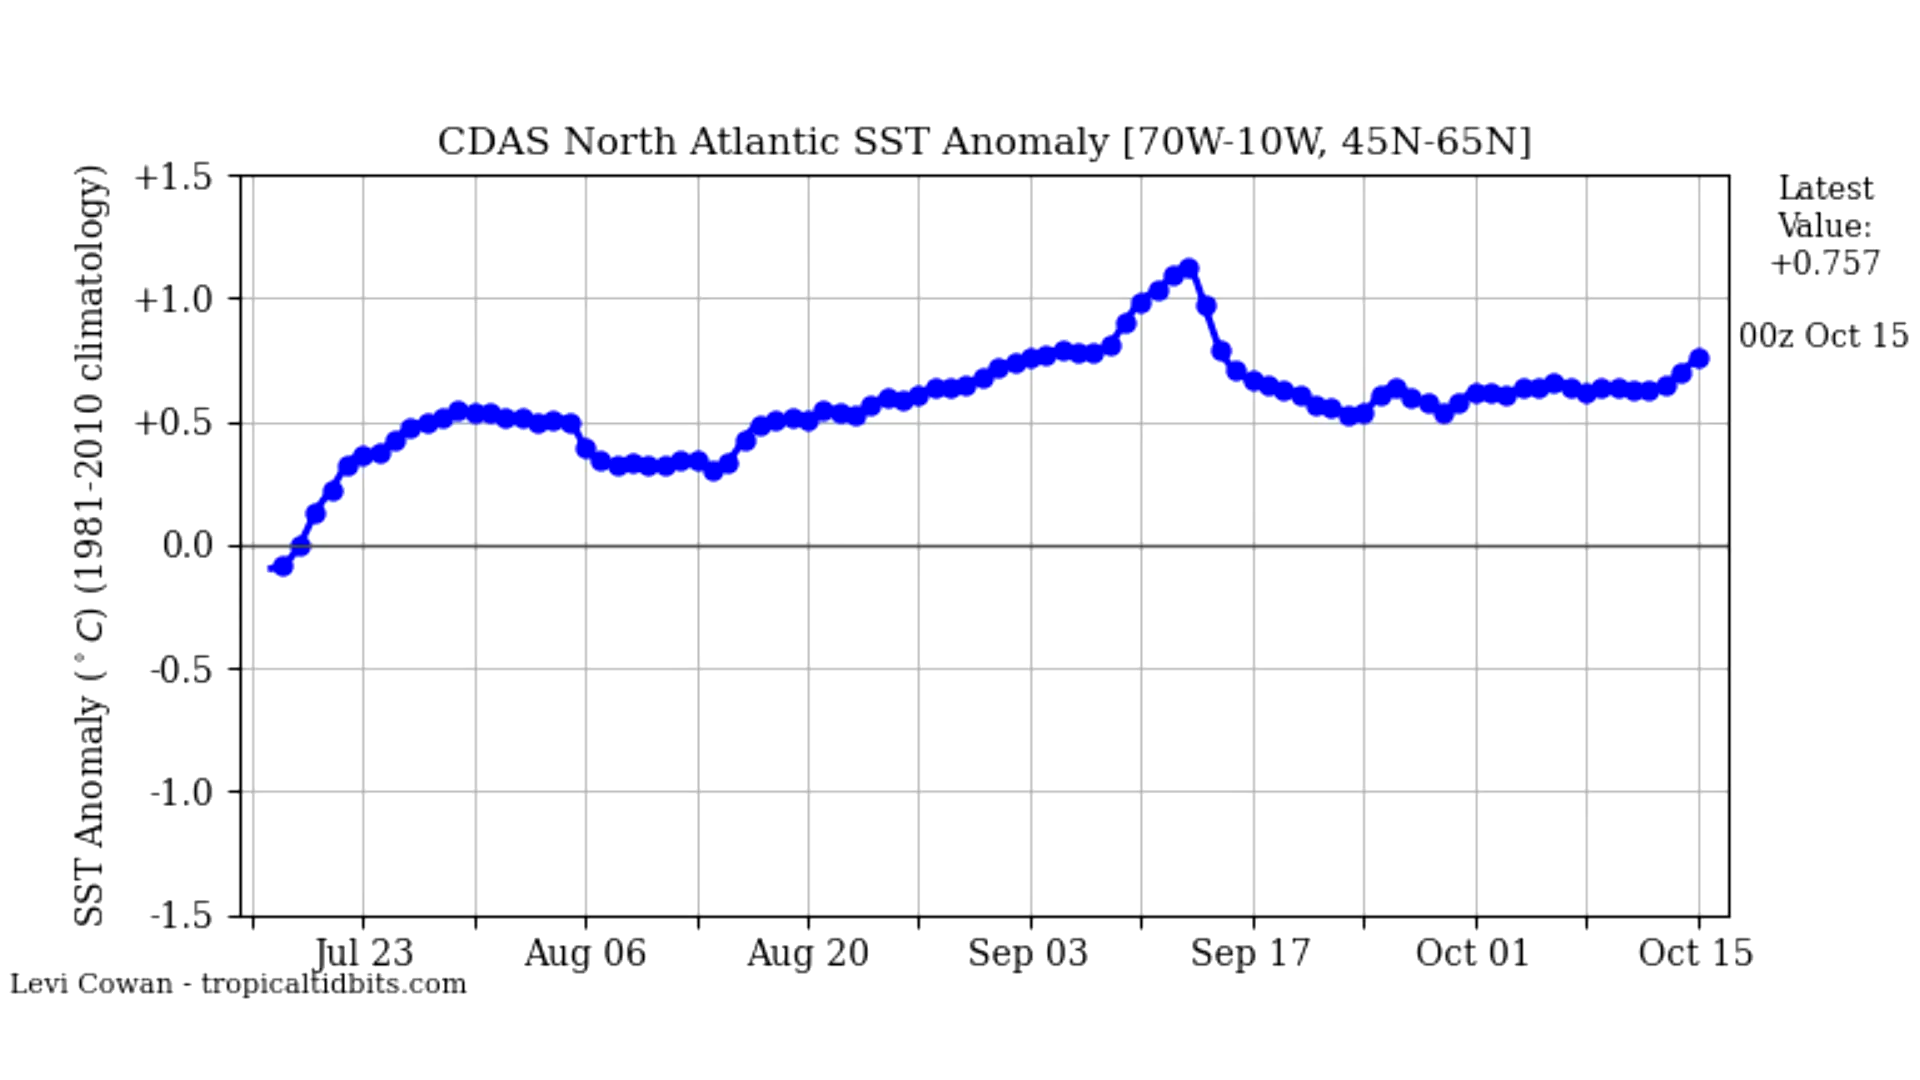 CDAS North Atlantic SST Anomaly [70W-10W, 45N-65N]
SST Anomaly (°C) (1981-2010 climatology)
+1.5
+1.0
+0.5
0.0
-0.5
-1.0
-1.5
Jul 23
Aug 06
Aug 20
Sep 03
Sep 17
Oct 01
Oct 15
Latest
Value:
+0.757
00z Oct 15
Levi Cowan - tropicaltidbits.com